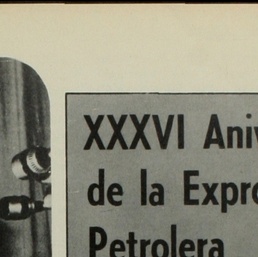 XXXVI Aniv
de la Expro
Petrolera